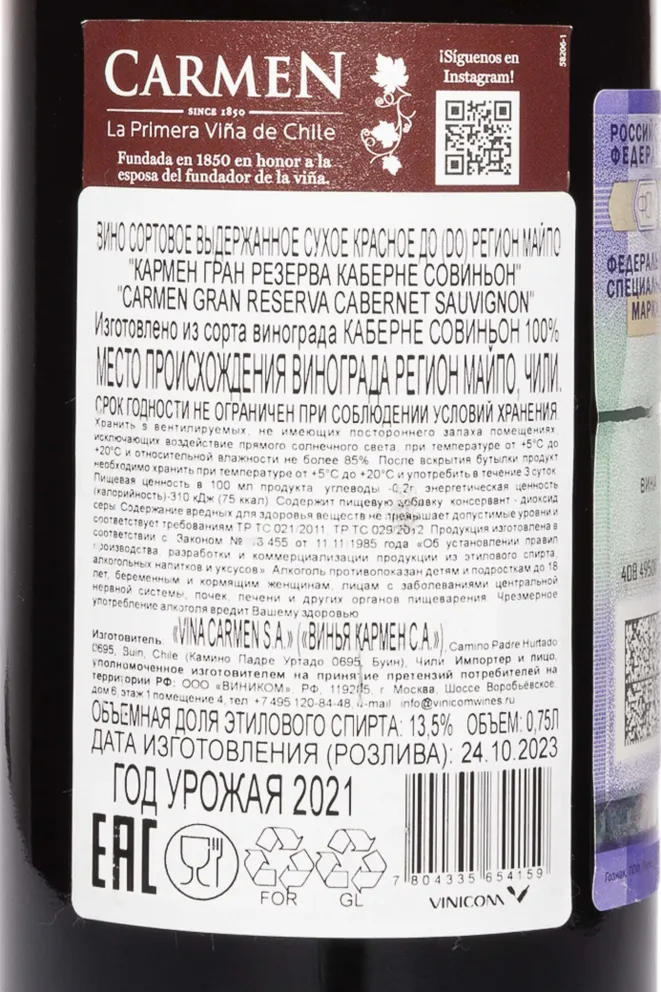 CARMEN
SINCE 1850
La Primera Viña de Chile
Fundada en 1850 en honor a la
esposa del fundador de la viña.
¡Síguenos en
Instagram!
58206-1
ВИНО СОРТОВОЕ ВЫДЕРЖАННОЕ СУХОЕ КРАСНОЕ ДО (DO) РЕГИОН МАЙПО
"КАРМЕН ГРАН РЕЗЕРВА КАБЕРНЕ СОВИНЬОН"
"CARMEN GRAN RESERVA CABERNET SAUVIGNON"
Изготовлено из сорта винограда КАБЕРНЕ СОВИНЬОН 100%
МЕСТО ПРОИСХОЖДЕНИЯ ВИНОГРАДА РЕГИОН МАЙПО, ЧИЛИ.
СРОК ГОДНОСТИ НЕ ОГРАНИЧЕН ПРИ СОБЛЮДЕНИИ УСЛОВИЙ ХРАНЕНИЯ
Хранить в вентилируемых, не имеющих постороннего запаха помещениях,
исключающих воздействие прямого солнечного света, при температуре от +5°С до
+20°С и относительной влажности не более 85%. После вскрытия бутылки продукт
необходимо хранить при температуре от +5°С до +20°С и употребить в течение 3 суток.
Пищевая ценность в 100 мл продукта: углеводы -0,2г, энергетическая ценность
(калорийность)-310 кДж (75 ккал). Содержит пищевую добавку консервант - диоксид
серы. Содержание вредных для здоровья веществ не превышает допустимые уровни и
соответствует требованиям ТР ТС 021/2011, ТР ТС 029/2012. Продукция изготовлена в
соответствии с Законом № 455 от 11.11.1985 года «Об установлении правил
производства, разработки и коммерциализации продукции из этилового спирта,
алкогольных напитков и уксусов». Алкоголь противопоказан детям и подросткам до 18
лет, беременным и кормящим женщинам, лицам с заболеваниями центральной
нервной системы, почек, печени и других органов пищеварения. Чрезмерное
употребление алкоголя вредит Вашему здоровью
Изготовитель: «VINA CARMEN S.A.» («ВИНЬЯ КАРМЕН С.А.»), Camino Padre Hurtado
0695, Buin, Chile (Камино Падре Уртадо 0695, Буин), Чили. Импортер и лицо,
уполномоченное изготовителем на принятие претензий потребителей на
территории РФ: ООО «ВИНИКОМ», РФ, 119285, г. Москва, Шоссе Воробьёвское,
дом 6, этаж 1 помещение 4, тел. +7 495 120-84-48, e-mail: info@vinicomwines.ru
ОБЪЕМНАЯ ДОЛЯ ЭТИЛОВОГО СПИРТА: 13,5% ОБЪЕМ: 0,75Л
ДАТА ИЗГОТОВЛЕНИЯ (РОЗЛИВА): 24.10.2023
ГОД УРОЖАЯ 2021
EAC
FOR
GL
7 804335 654159
VINICOM
РОССИЙС
ФЕДЕРА
ФЕДЕРАЛЬ
СПЕЦИАЛЬ
МАРК
ВИНА